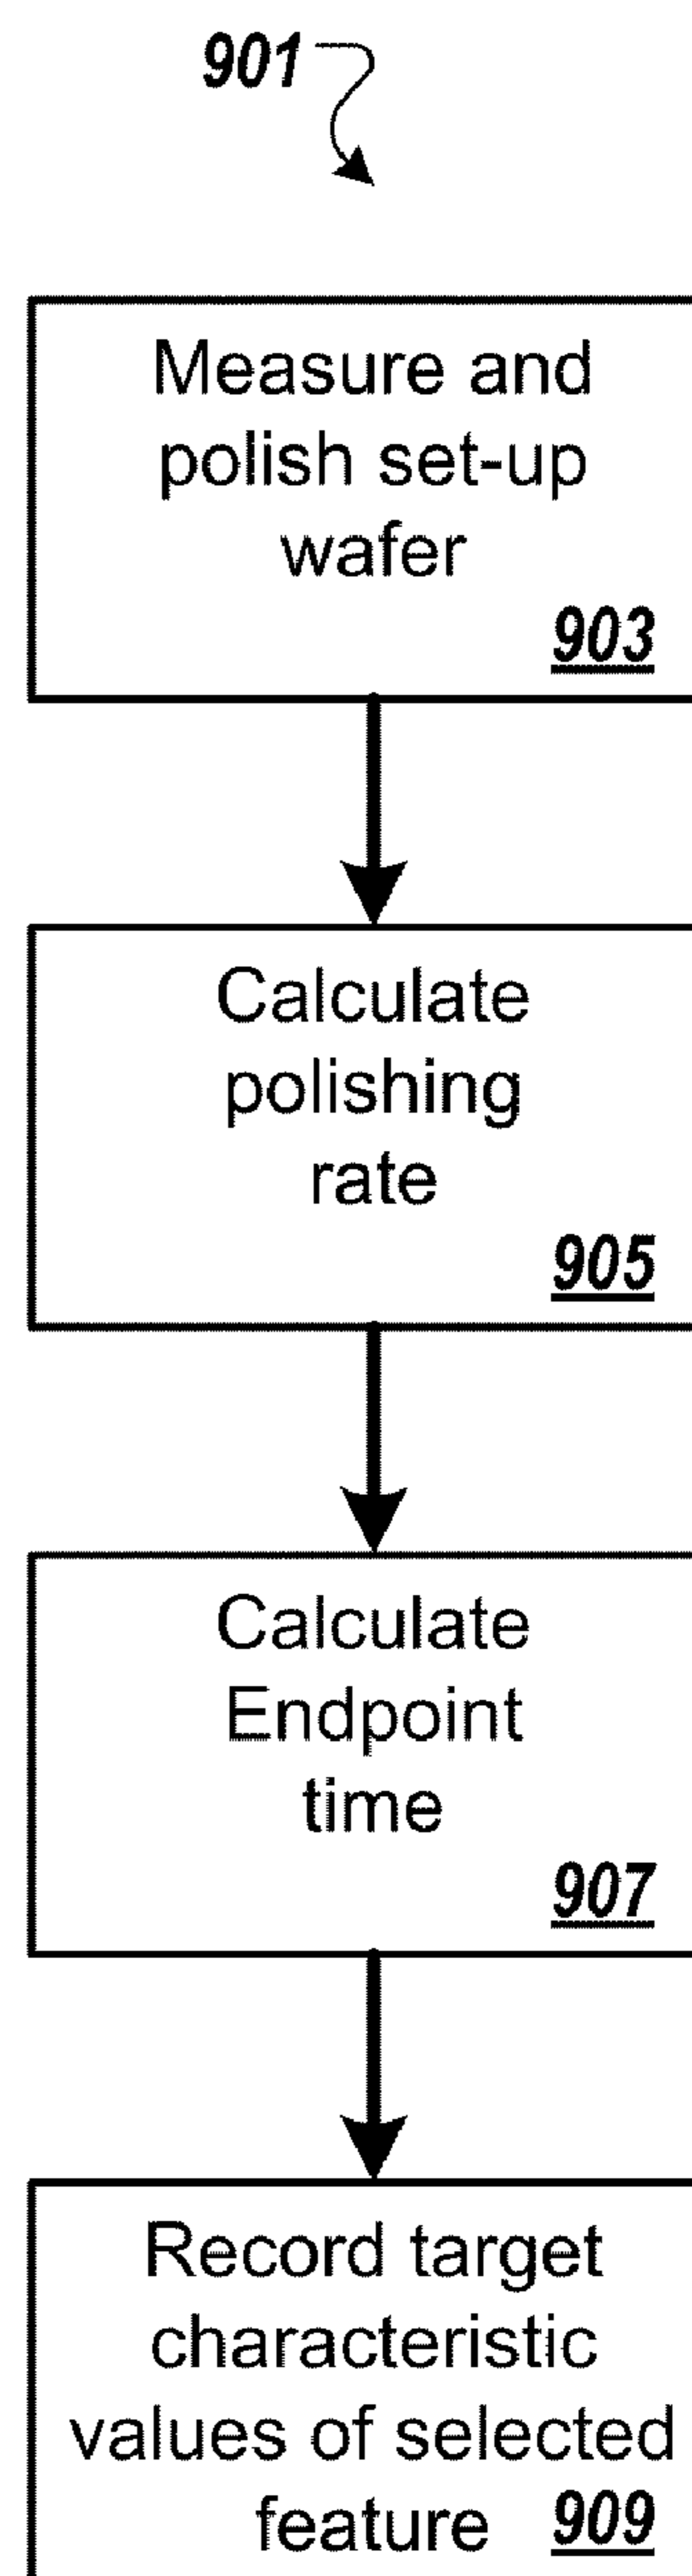 901
Measure and
polish set-up
wafer
903
Calculate
polishing
rate
905
Calculate
Endpoint
time
907
Record target
characteristic
values of selected
feature 909